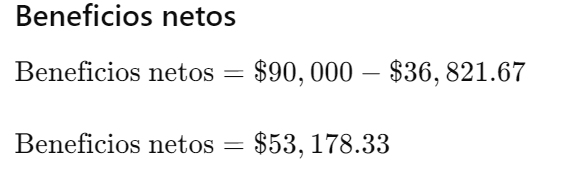 Beneficios netos
Beneficios netos = $90, 000 − $36, 821.67
Beneficios netos = $53, 178.33